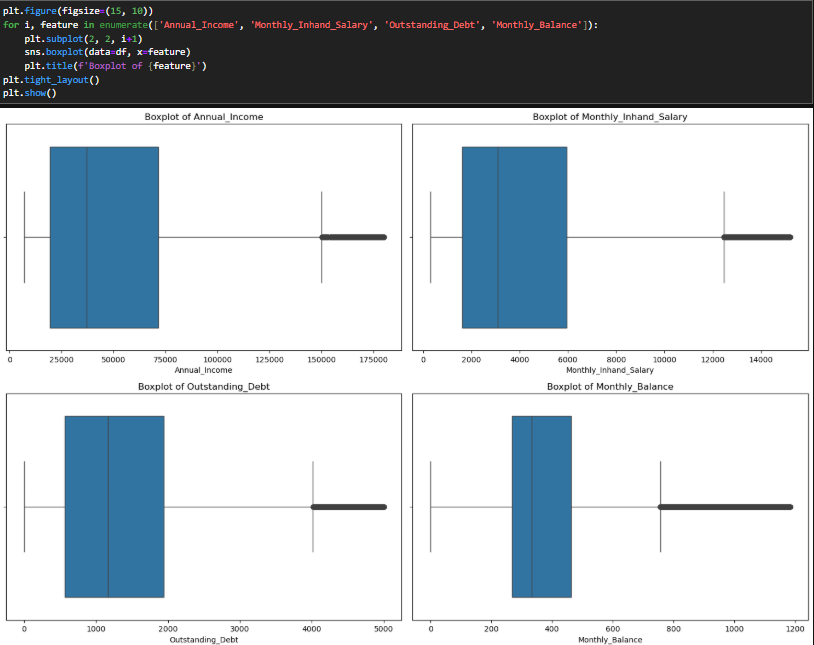 plt.figure(figsize=(15, 10))
for i, feature in enumerate(['Annual_Income', 'Monthly_Inhand_Salary', 'Outstanding_Debt', 'Monthly_Balance']):
    plt.subplot(2, 2, i+1)
    sns.boxplot(data=df, x=feature)
    plt.title(f'Boxplot of {feature}')
plt.tight_layout()
plt.show()
Boxplot of Annual_Income
0 25000 50000 75000 100000 125000 150000 175000
Annual_Income
Boxplot of Monthly_Inhand_Salary
0 2000 4000 6000 8000 10000 12000 14000
Monthly_Inhand_Salary
Boxplot of Outstanding_Debt
0 1000 2000 3000 4000 5000
Outstanding_Debt
Boxplot of Monthly_Balance
0 200 400 600 800 1000 1200
Monthly_Balance